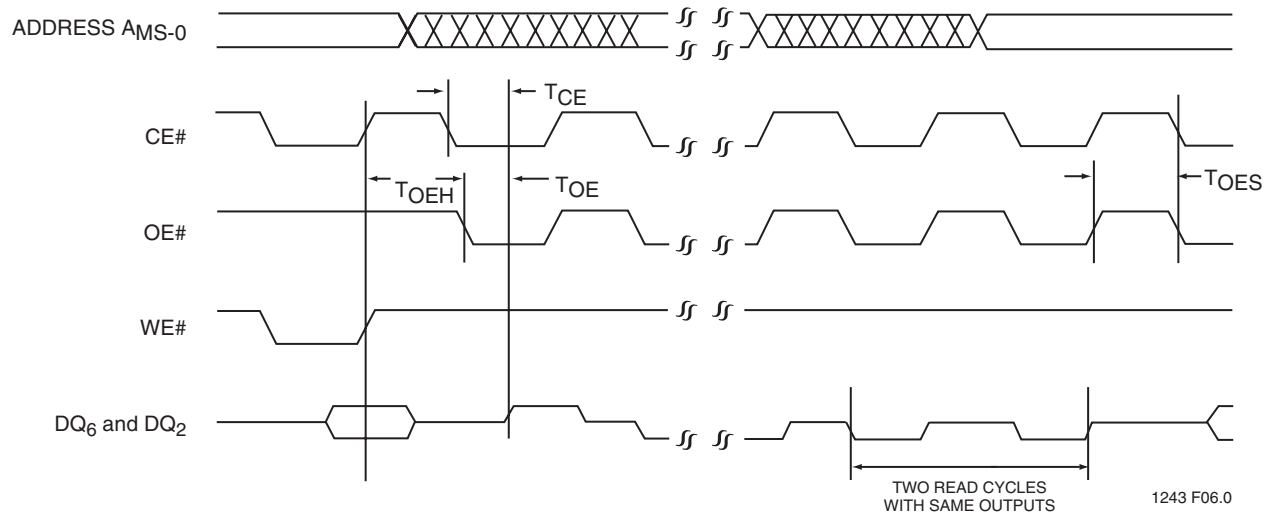 ADDRESS AMS-0
TCE
CE#
TOEH
TOE
TOES
OE#
WE#
DQ6 and DQ2
TWO READ CYCLES
WITH SAME OUTPUTS
1243 F06.0